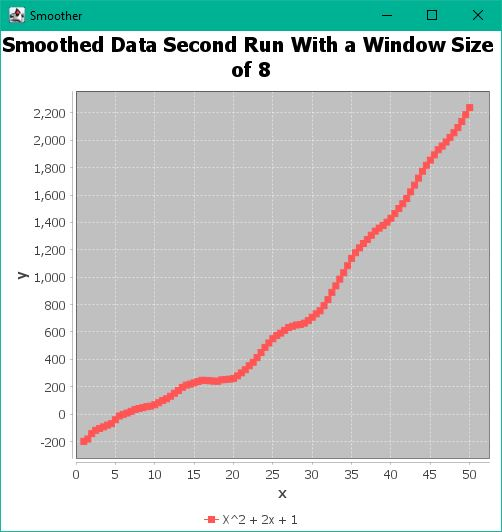 Smoother
Smoothed Data Second Run With a Window Size
of 8
2,200
2,000
1,800
1,600
1,400
1,200
1,000
800
600
400
200
0
-200
y
0 5 10 15 20 25 30 35 40 45 50
x
X^2 + 2x + 1